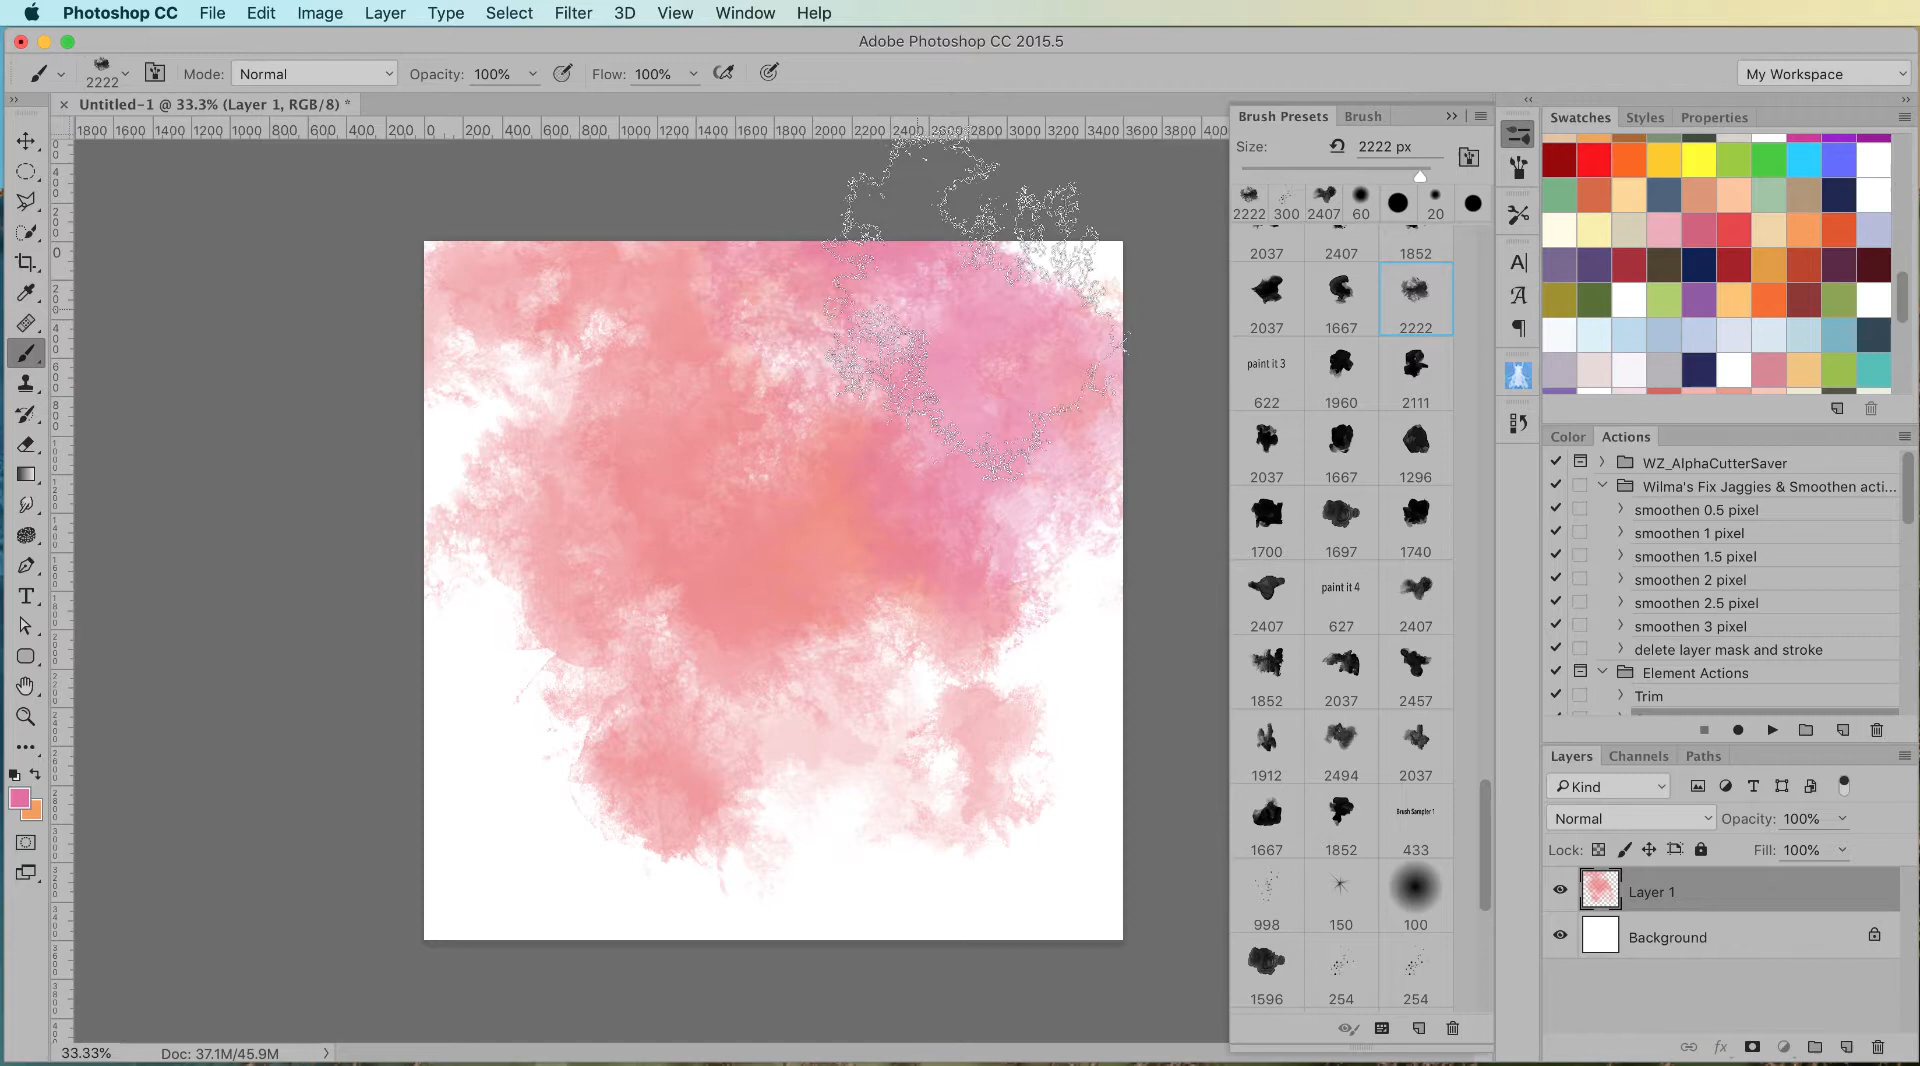 Photoshop CC File Edit Image Layer Type Select Filter 3D View Window Help
Adobe Photoshop CC 2015.5
2222 Mode: Normal Opacity: 100% Flow: 100% My Workspace
Untitled-1 @ 33.3% (Layer 1, RGB/8) *
1800 1600 1400 1200 1000 800 600 400 200 0 200 400 600 800 1000 1200 1400 1600 1800 2000 2200 2400 2600 2800 3000 3200 3400 3600 3800 400
Brush Presets Brush
Size: 2222 px
2222 300 2407 60 20
2037 2407 1852
2037 1667 2222
paint it 3
622 1960 2111
2037 1667 1296
1700 1697 1740
paint it 4
2407 627 2407
1852 2037 2457
1912 2494 2037
Brush Sampler 1
1667 1852 433
998 150 100
1596 254 254
Swatches Styles Properties
Color Actions
WZ_AlphaCutterSaver
Wilma's Fix Jaggies & Smoothen acti...
smoothen 0.5 pixel
smoothen 1 pixel
smoothen 1.5 pixel
smoothen 2 pixel
smoothen 2.5 pixel
smoothen 3 pixel
delete layer mask and stroke
Element Actions
Trim
Layers Channels Paths
Kind
Normal Opacity: 100%
Lock: Fill: 100%
Layer 1
Background
33.33% Doc: 37.1M/45.9M